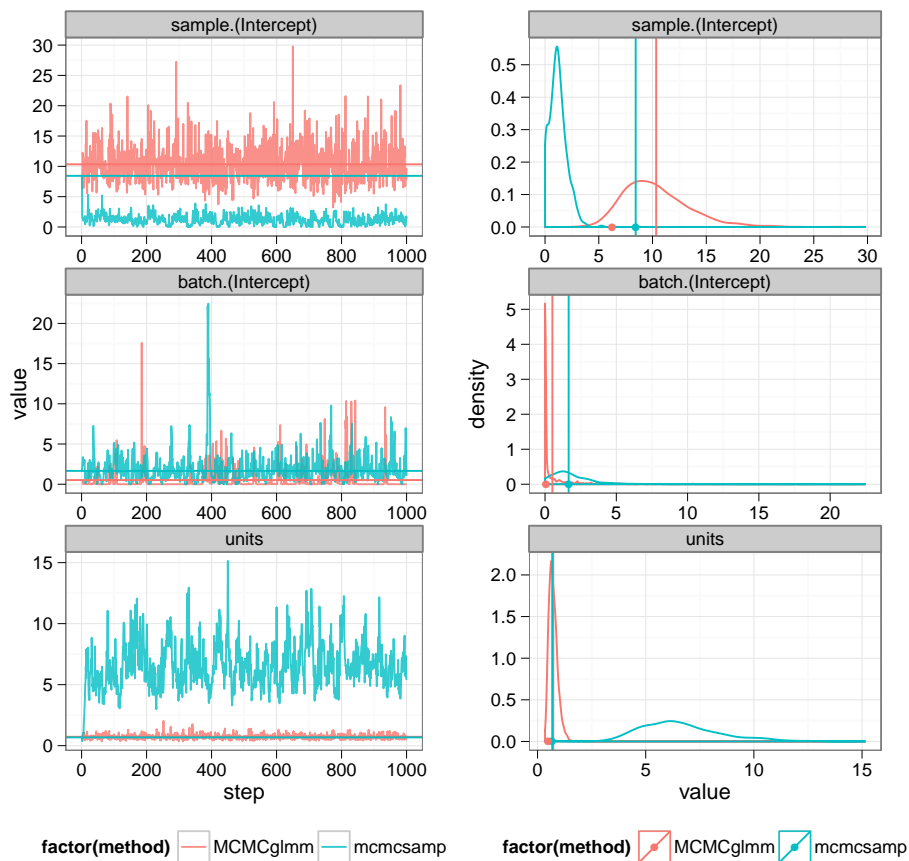 sample.(Intercept)
30
25
20
15
10
5
0
0 200 400 600 800 1000
batch.(Intercept)
20
15
10
5
0
0 200 400 600 800 1000
units
15
10
5
0
0 200 400 600 800 1000
value
step
sample.(Intercept)
0.5
0.4
0.3
0.2
0.1
0.0
0 5 10 15 20 25 30
batch.(Intercept)
5
4
3
2
1
0
0 5 10 15 20
units
2.0
1.5
1.0
0.5
0.0
0 5 10 15
density
value
factor(method) MCMCglmm mcmcsamp
factor(method) MCMCglmm mcmcsamp